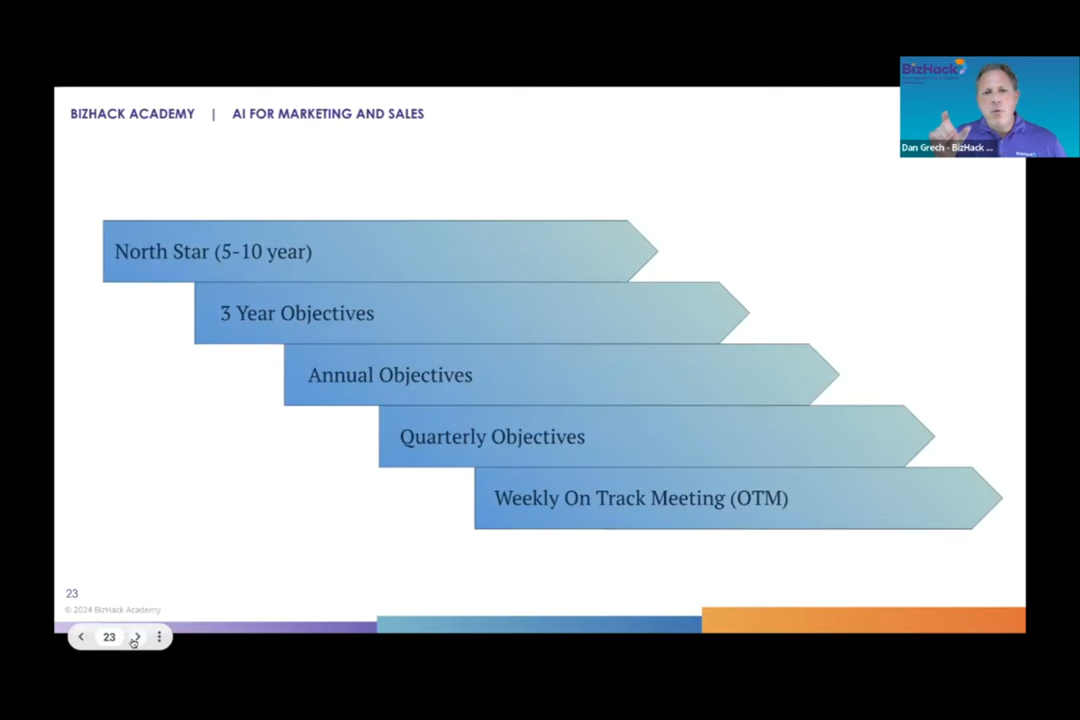 BIZHACK ACADEMY | AI FOR MARKETING AND SALES
BizHack
Dan Grech - BizHack ...
North Star (5-10 year)
3 Year Objectives
Annual Objectives
Quarterly Objectives
Weekly On Track Meeting (OTM)
23
© 2024 BizHack Academy
23